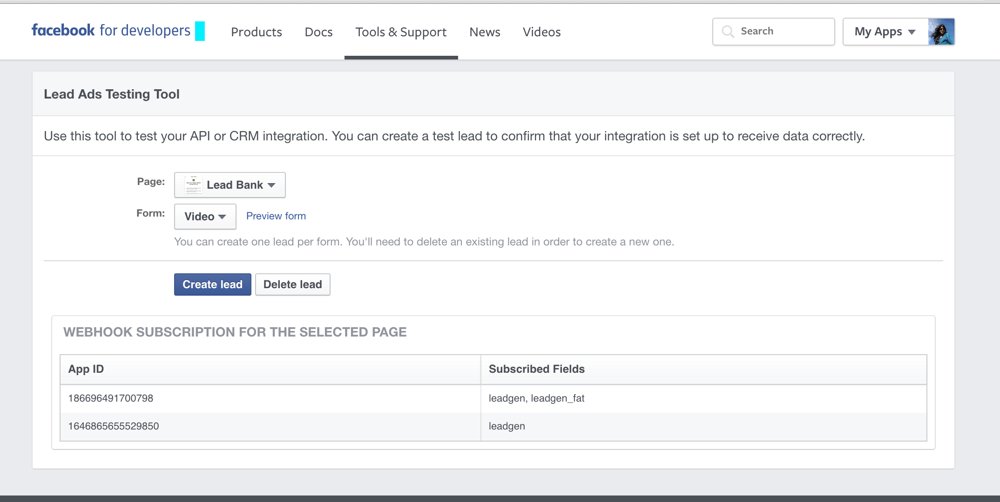 facebook for developers Products Docs Tools & Support News Videos Search My Apps
Lead Ads Testing Tool
Use this tool to test your API or CRM integration. You can create a test lead to confirm that your integration is set up to receive data correctly.
Page: Lead Bank
Form: Video Preview form
You can create one lead per form. You'll need to delete an existing lead in order to create a new one.
Create lead Delete lead
WEBHOOK SUBSCRIPTION FOR THE SELECTED PAGE
App ID Subscribed Fields
186696491700798 leadgen, leadgen_fat
1646865655529850 leadgen